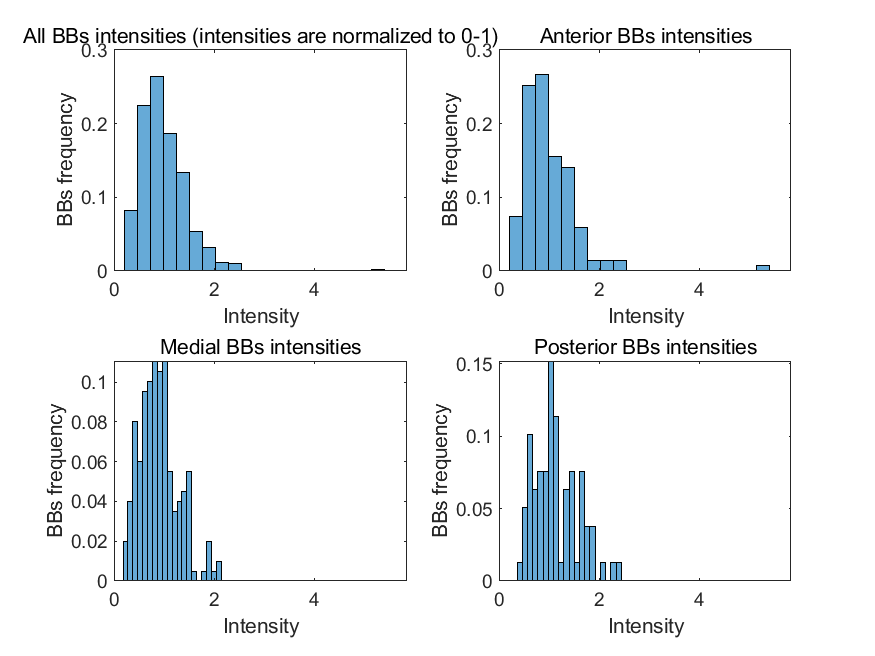 All BBs intensities (intensities are normalized to 0-1)
0.3
0.2
0.1
0
BBs frequency
0 2 4
Intensity
Anterior BBs intensities
0.3
0.2
0.1
0
BBs frequency
0 2 4
Intensity
Medial BBs intensities
0.1
0.08
0.06
0.04
0.02
0
BBs frequency
0 2 4
Intensity
Posterior BBs intensities
0.15
0.1
0.05
0
BBs frequency
0 2 4
Intensity